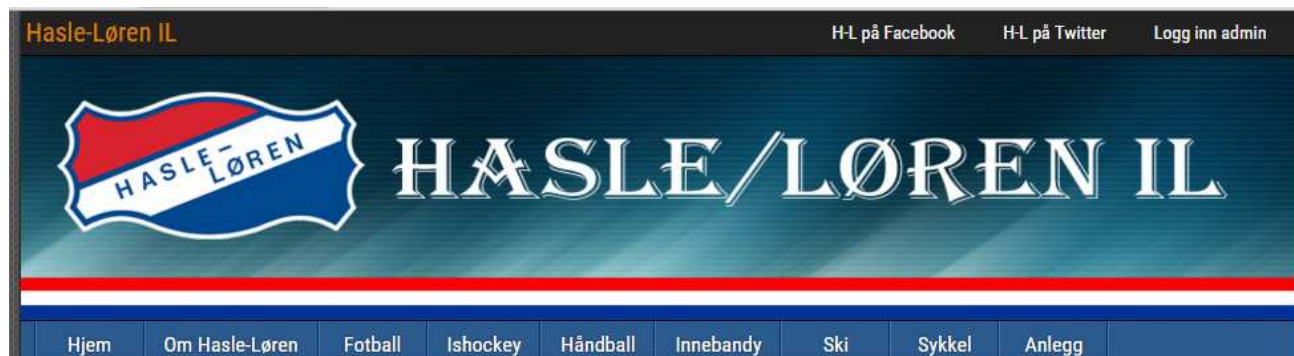 Hasle-Løren IL H-L på Facebook H-L på Twitter Logg inn admin
HASLE-
LØREN
HASLE/LØREN IL
Hjem Om Hasle-Løren Fotball Ishockey Håndball Innebandy Ski Sykkel Anlegg